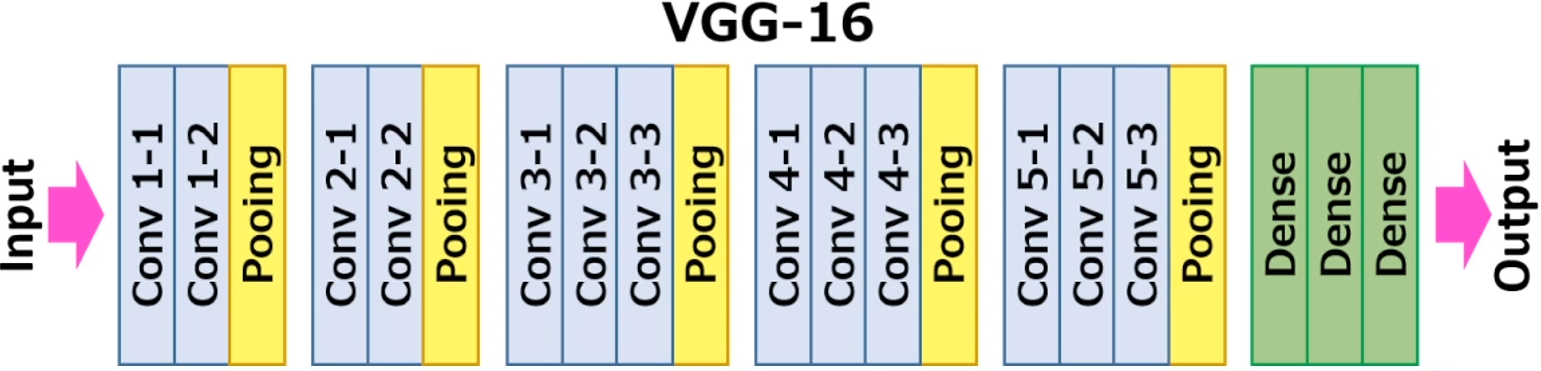 VGG-16
Input
Conv 1-1
Conv 1-2
Pooing
Conv 2-1
Conv 2-2
Pooing
Conv 3-1
Conv 3-2
Conv 3-3
Pooing
Conv 4-1
Conv 4-2
Conv 4-3
Pooing
Conv 5-1
Conv 5-2
Conv 5-3
Pooing
Dense
Dense
Dense
Output